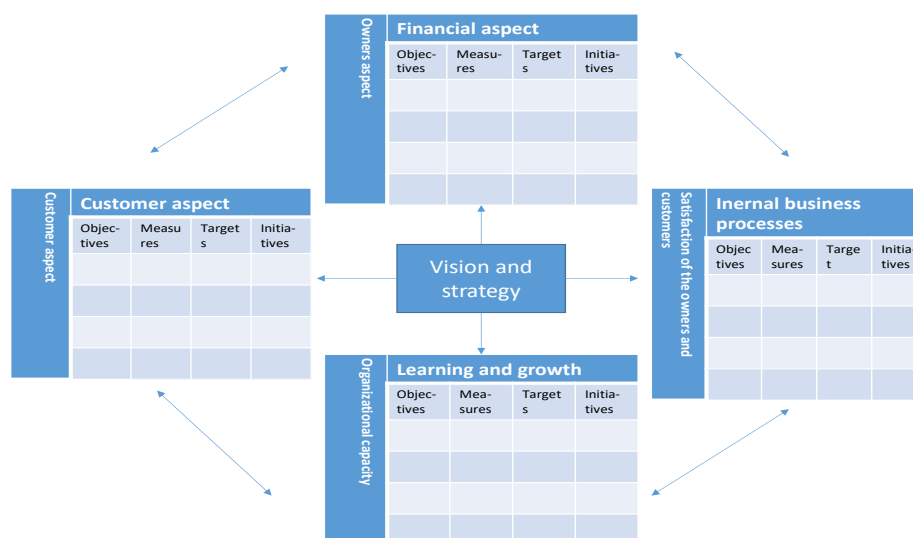 Owners aspect
Financial aspect
Objec-
tives
Measu-
res
Target
s
Initia-
tives
Customer aspect
Customer aspect
Objec-
tives
Measu
res
Target
s
Initia-
tives
Satisfaction of the owners and
customers
Inernal business
processes
Objec
tives
Mea-
sures
Targe
t
Initia-
tives
Vision and
strategy
Organizational capacity
Learning and growth
Objec-
tives
Mea-
sures
Target
s
Initia-
tives